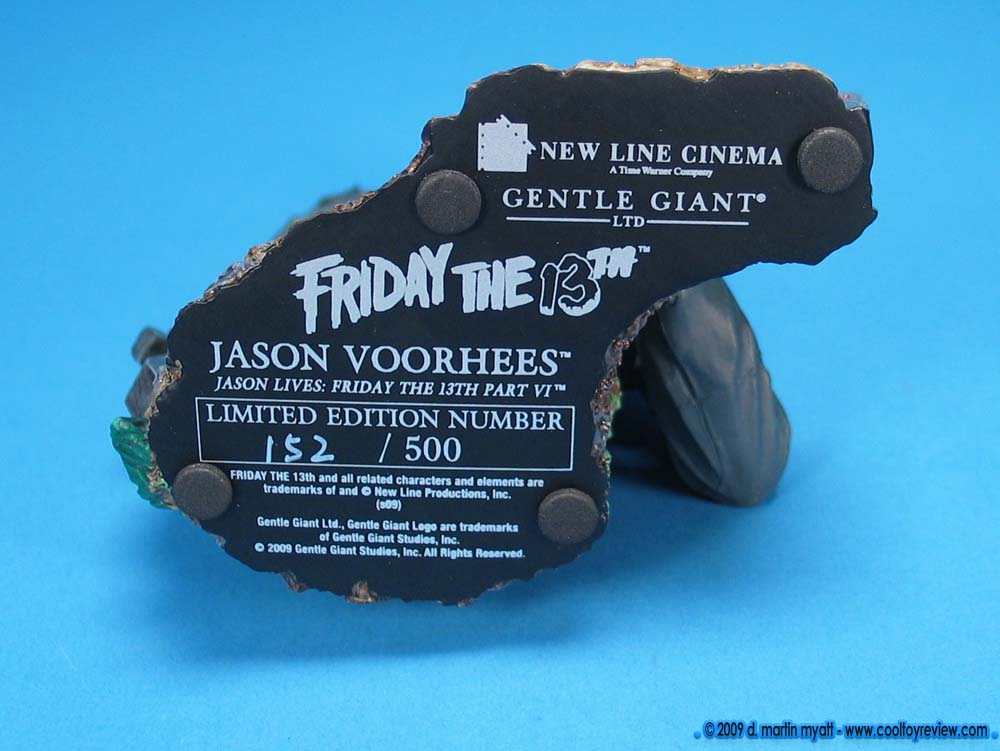 NEW LINE CINEMA
A Time Warner Company
GENTLE GIANT®
LTD
FRIDAY THE 13TH™
JASON VOORHEES™
JASON LIVES: FRIDAY THE 13TH PART VI™
LIMITED EDITION NUMBER
152 / 500
FRIDAY THE 13th and all related characters and elements are
trademarks of and © New Line Productions, Inc.
(s09)
Gentle Giant Ltd., Gentle Giant Logo are trademarks
of Gentle Giant Studios, Inc.
© 2009 Gentle Giant Studios, Inc. All Rights Reserved.
© 2009 d. martin myatt - www.cooltoyreview.com